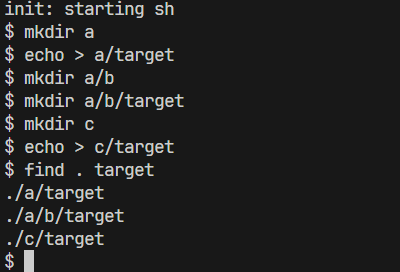 init: starting sh
$ mkdir a
$ echo > a/target
$ mkdir a/b
$ mkdir a/b/target
$ mkdir c
$ echo > c/target
$ find . target
./a/target
./a/b/target
./c/target
$